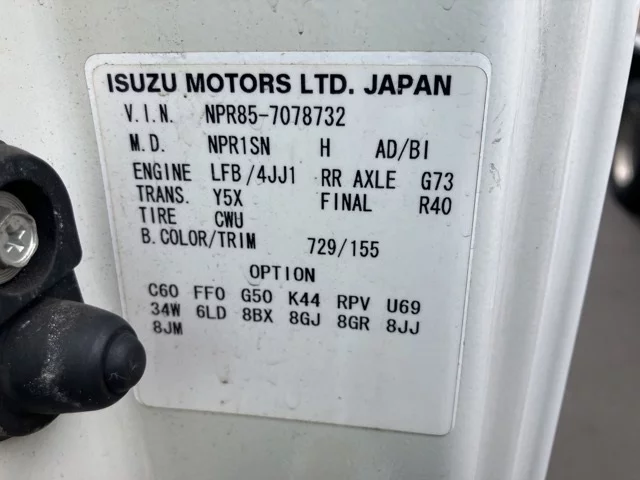 ISUZU MOTORS LTD. JAPAN
V.I.N. NPR85-7078732
M.D. NPR1SN H AD/BI
ENGINE LFB/4JJ1 RR AXLE G73
TRANS. Y5X FINAL R40
TIRE CWU
B.COLOR/TRIM 729/155
OPTION
C60 FF0 G50 K44 RPV U69
34W 6LD 8BX 8GJ 8GR 8JJ
8JM